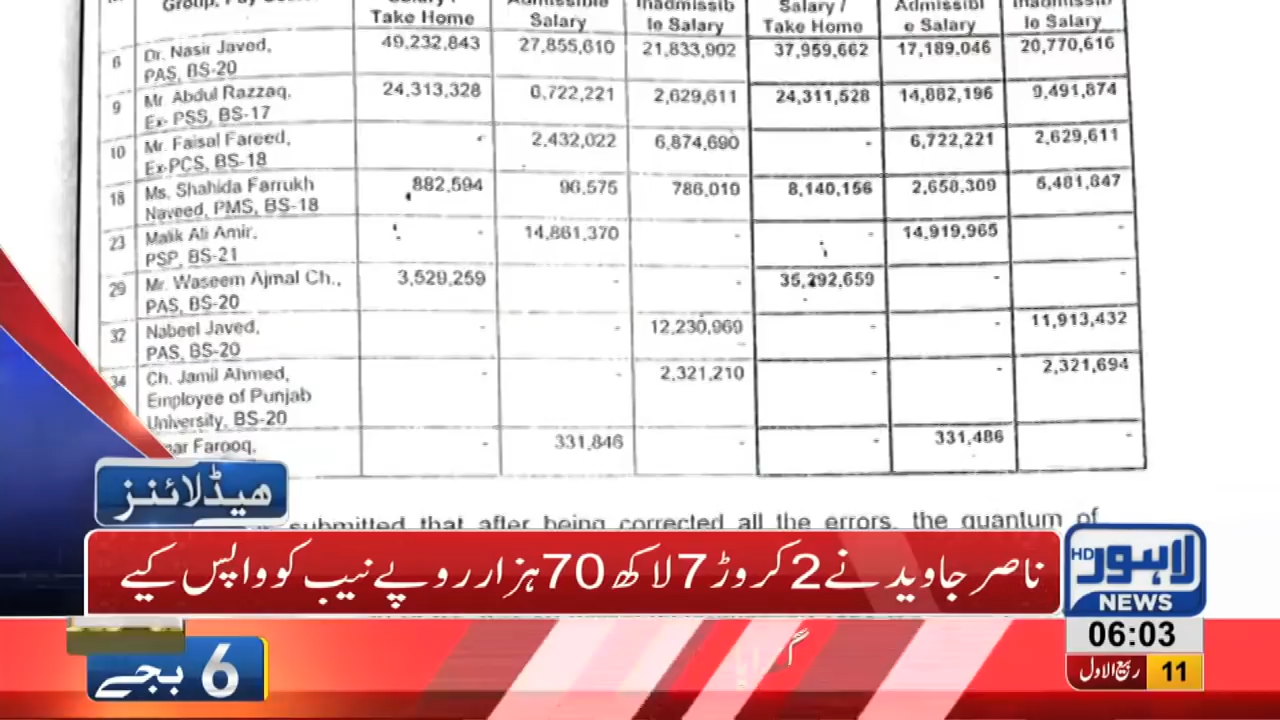 Salary / Take Home Admissible Salary Inadmissib le Salary Salary / Take Home Admissibl e Salary Inadmissib le Salary
6 Dr. Nasir Javed, PAS, BS-20 49,232,843 27,855,610 21,833,902 37,959,662 17,189,046 20,770,616
9 Mr. Abdul Razzaq, Ex- PSS, BS-17 24,313,328 6,722,221 2,629,611 24,311,528 14,882,196 9,491,874
10 Mr. Faisal Fareed, Ex-PCS, BS-18 - 2,432,022 6,874,690 - 6,722,221 2,629,611
18 Ms. Shahida Farrukh Naveed, PMS, BS-18 882,594 96,575 786,019 8,140,156 2,658,309 5,481,847
23 Malik Ali Amir, PSP, BS-21 - 14,861,370 - - 14,919,965 -
29 Mr. Waseem Ajmal Ch., PAS, BS-20 3,529,259 - - 35,292,659 - -
32 Nabeel Javed, PAS, BS-20 - - 12,230,969 - - 11,913,432
34 Ch. Jamil Ahmed, Employee of Punjab University, BS-20 - - 2,321,210 - - 2,321,694
Farooq, - 331,846 - - 331,486 -
submitted that after being corrected all the errors, the quantum of
ہیڈلائنز
ناصر جاوید نے 2 کروڑ 7 لاکھ 70 ہزار روپے نیب کو واپس کیے
لاہور HD
NEWS
06:03
11 ربیع الاول
6 بجے